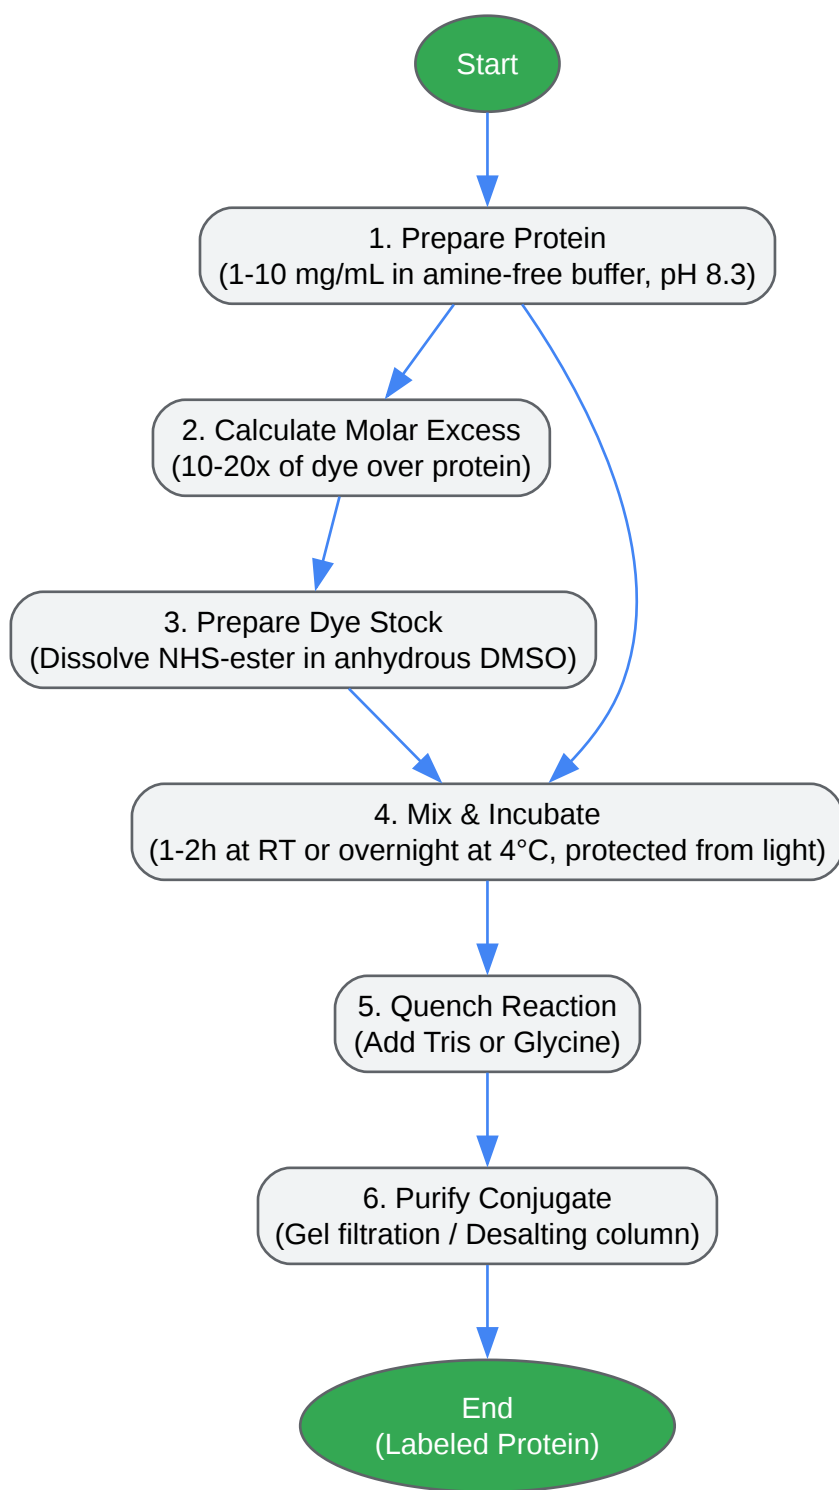 Start
1. Prepare Protein
(1-10 mg/mL in amine-free buffer, pH 8.3)
2. Calculate Molar Excess
(10-20x of dye over protein)
3. Prepare Dye Stock
(Dissolve NHS-ester in anhydrous DMSO)
4. Mix & Incubate
(1-2h at RT or overnight at 4°C, protected from light)
5. Quench Reaction
(Add Tris or Glycine)
6. Purify Conjugate
(Gel filtration / Desalting column)
End
(Labeled Protein)